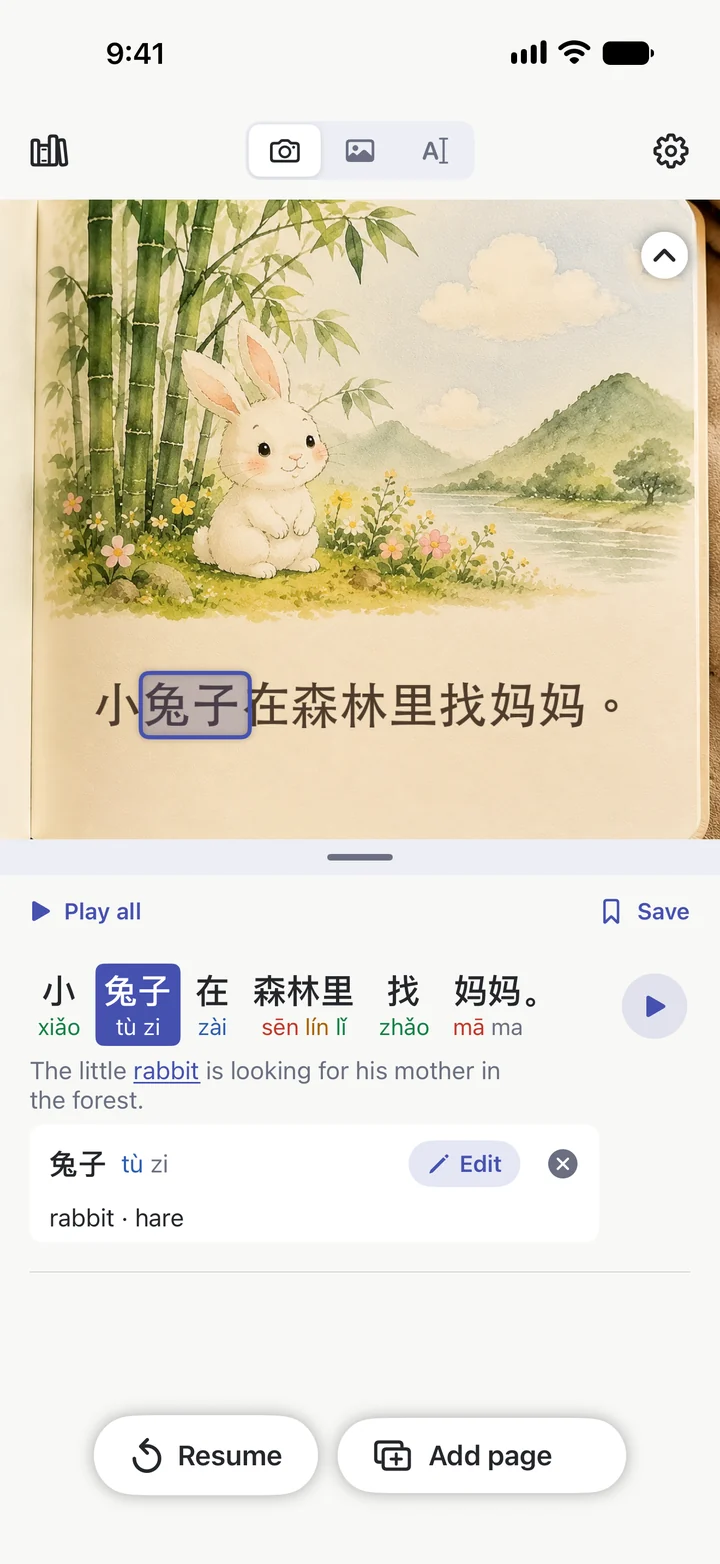 9:41
小兔子在森林里找妈妈。
Play all
Save
小 兔子 在 森林里 找 妈妈。
xiǎo tù zi zài sēn lín lǐ zhǎo mā ma
The little rabbit is looking for his mother in
the forest.
兔子 tù zi
Edit
rabbit · hare
Resume
Add page